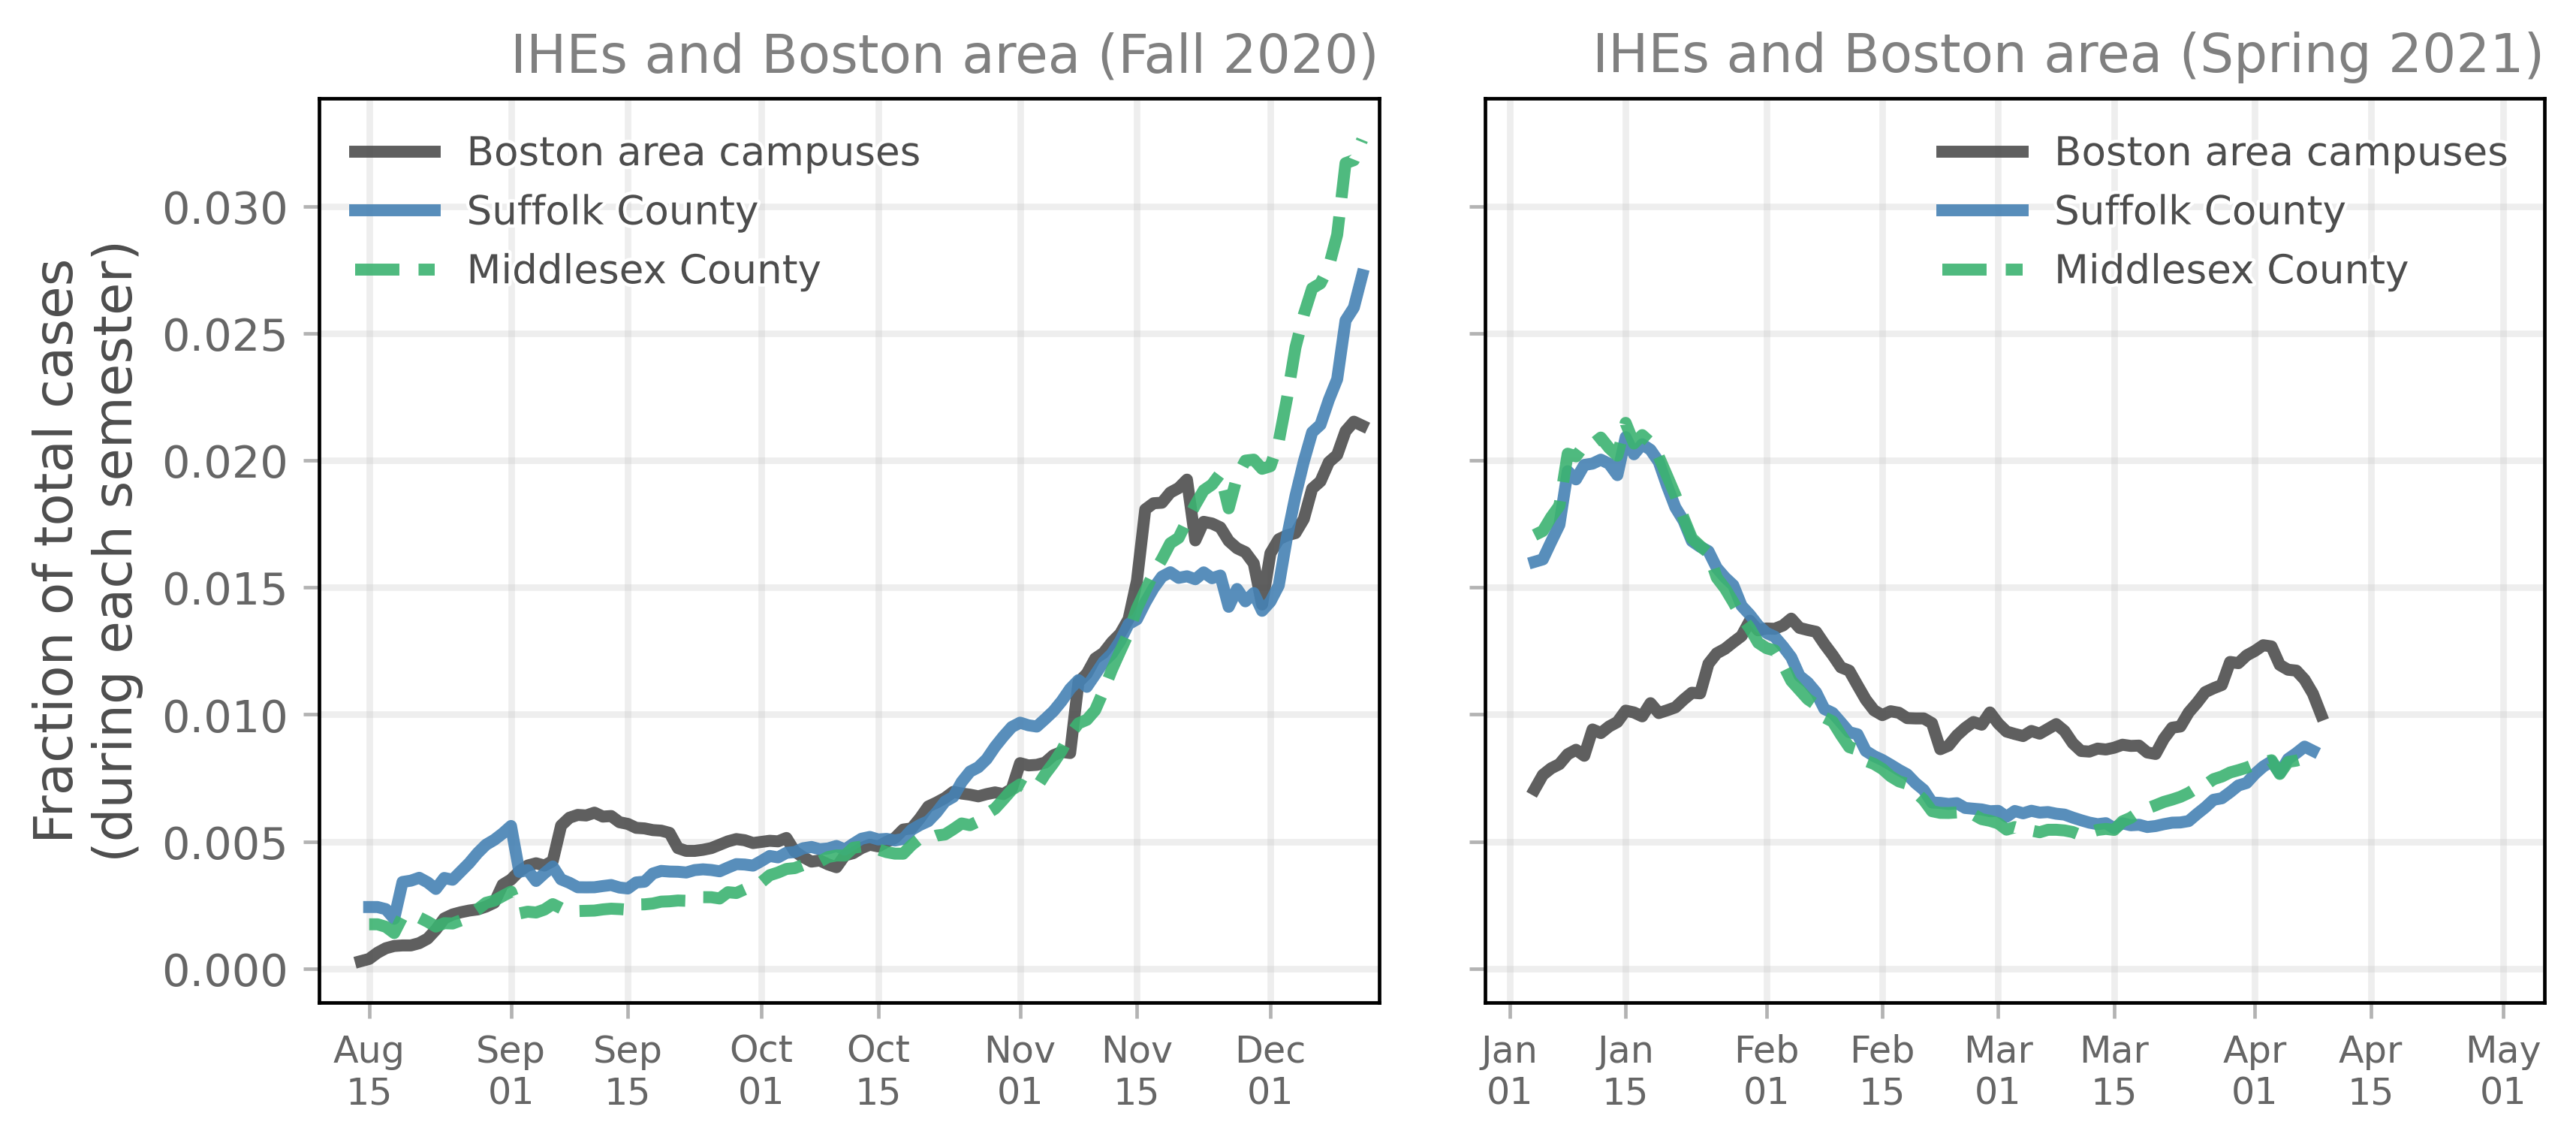 IHEs and Boston area (Fall 2020)
Boston area campuses
Suffolk County
Middlesex County
Fraction of total cases
(during each semester)
0.030
0.025
0.020
0.015
0.010
0.005
0.000
Aug Sep Sep Oct Oct Nov Nov Dec
15 01 15 01 15 01 15 01
IHEs and Boston area (Spring 2021)
Boston area campuses
Suffolk County
Middlesex County
Jan Jan Feb Feb Mar Mar Apr Apr May
01 15 01 15 01 15 01 15 01